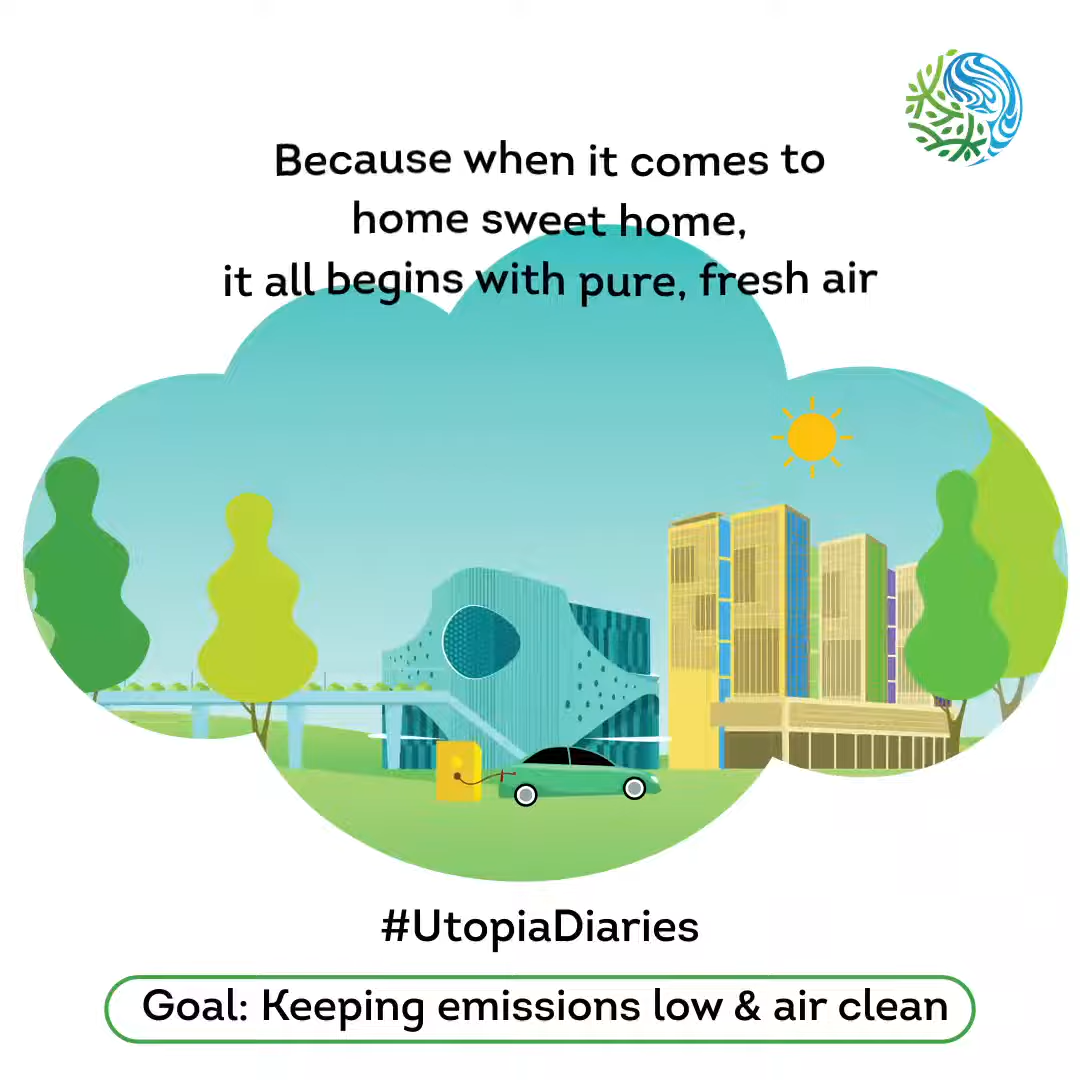 Because when it comes to
home sweet home,
it all begins with pure, fresh air
#UtopiaDiaries
Goal: Keeping emissions low & air clean